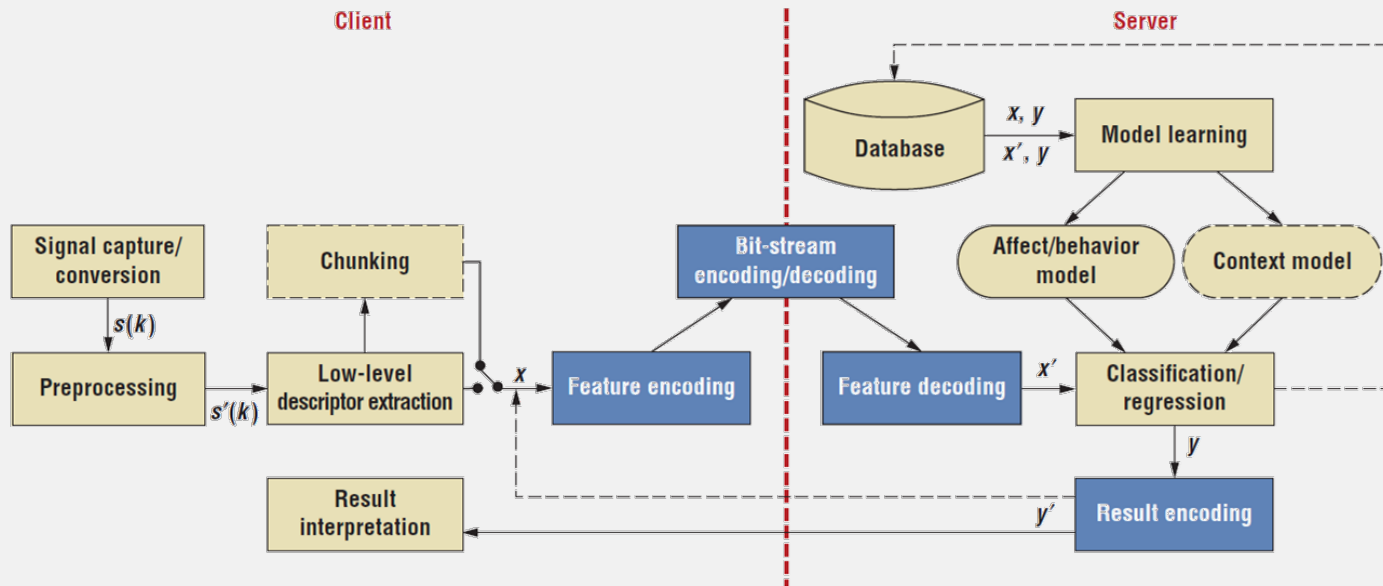 Client
Server
Database
x, y
x′, y
Model learning
Signal capture/
conversion
Chunking
Bit-stream
encoding/decoding
Affect/behavior
model
Context model
s(k)
Preprocessing
s′(k)
Low-level
descriptor extraction
x
Feature encoding
Feature decoding
x′
Classification/
regression
y
Result
interpretation
y′
Result encoding